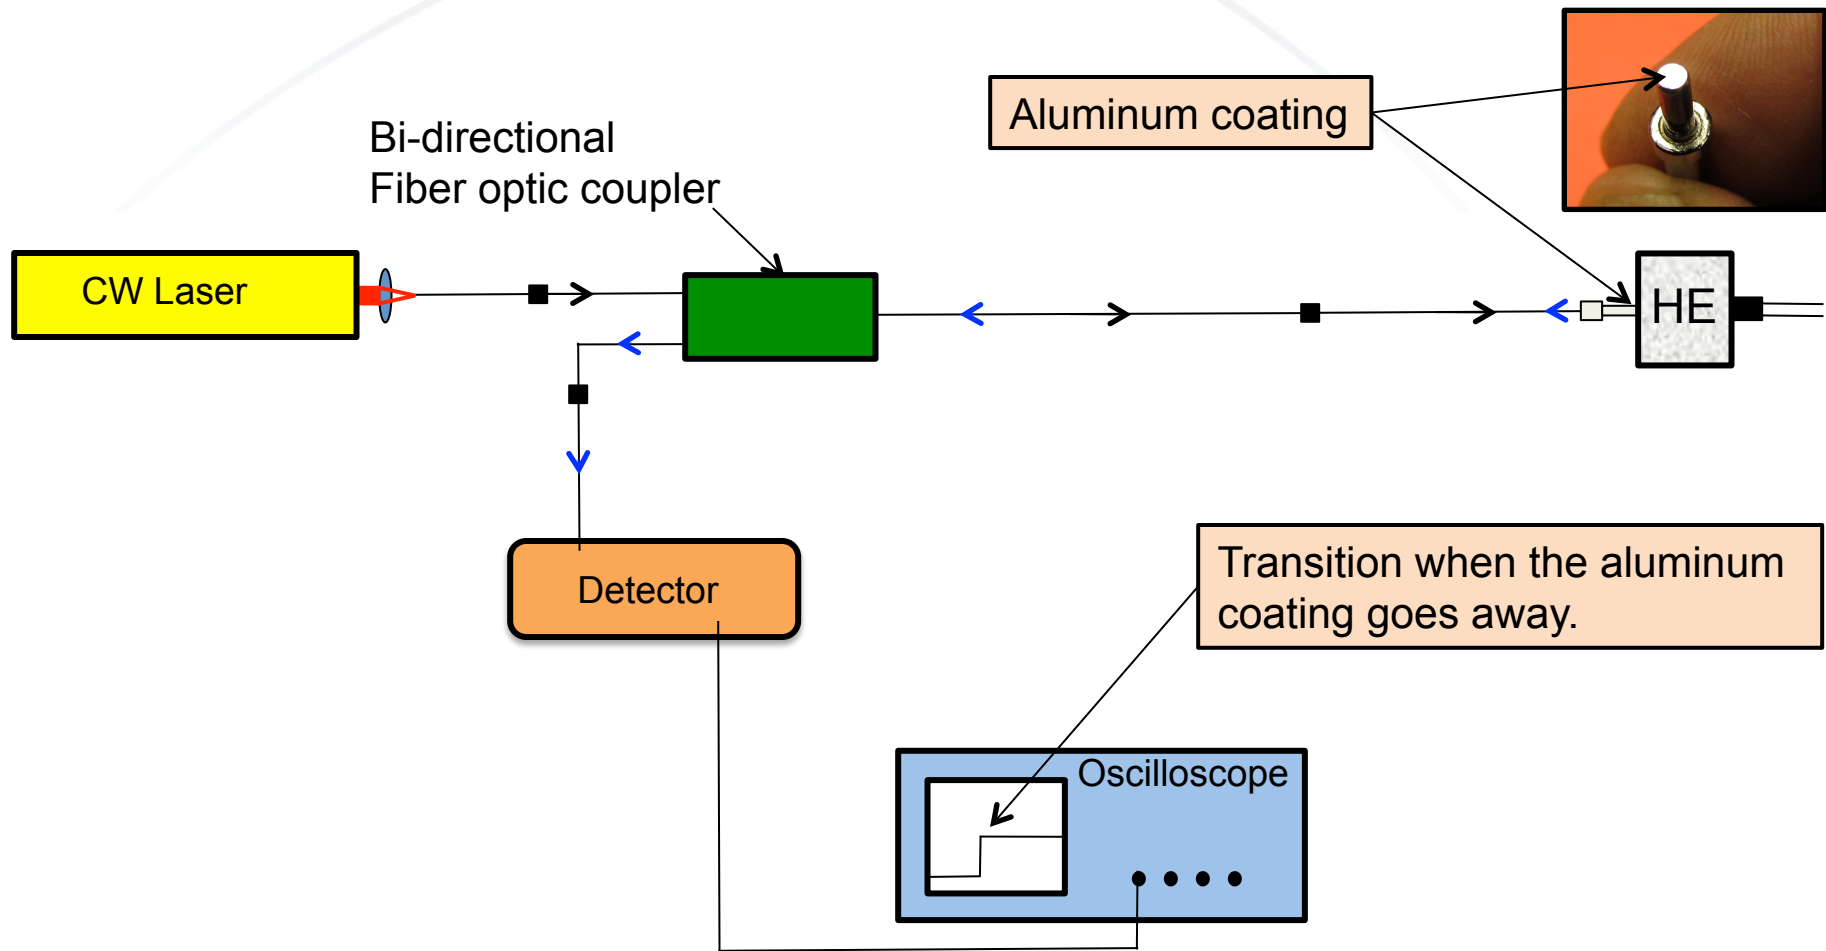 Aluminum coating
Bi-directional
Fiber optic coupler
CW Laser
HE
Detector
Transition when the aluminum
coating goes away.
Oscilloscope